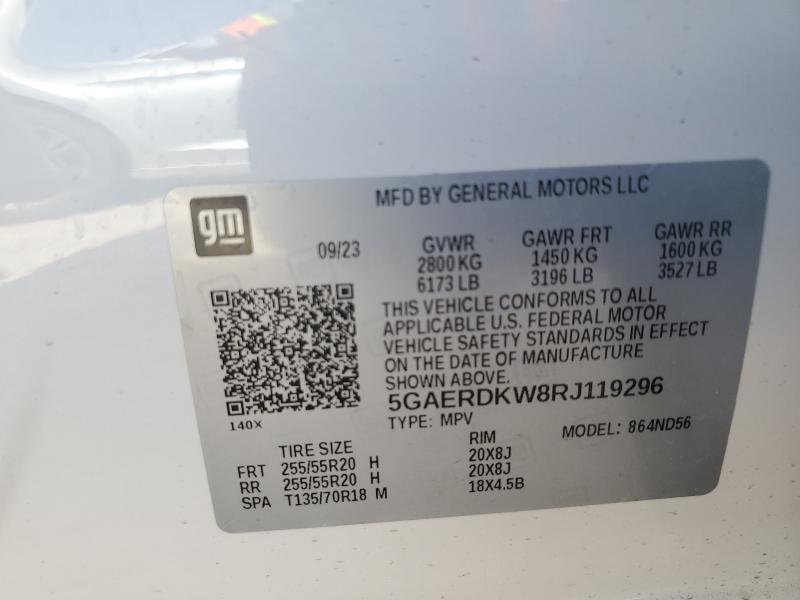 gm
MFD BY GENERAL MOTORS LLC
09/23
GVWR
2800 KG
6173 LB
GAWR FRT
1450 KG
3196 LB
GAWR RR
1600 KG
3527 LB
THIS VEHICLE CONFORMS TO ALL
APPLICABLE U.S. FEDERAL MOTOR
VEHICLE SAFETY STANDARDS IN EFFECT
ON THE DATE OF MANUFACTURE
SHOWN ABOVE.
5GAERDKW8RJ119296
140X
TYPE: MPV
MODEL: 864ND56
TIRE SIZE RIM
FRT 255/55R20 H 20X8J
RR 255/55R20 H 20X8J
SPA T135/70R18 M 18X4.5B